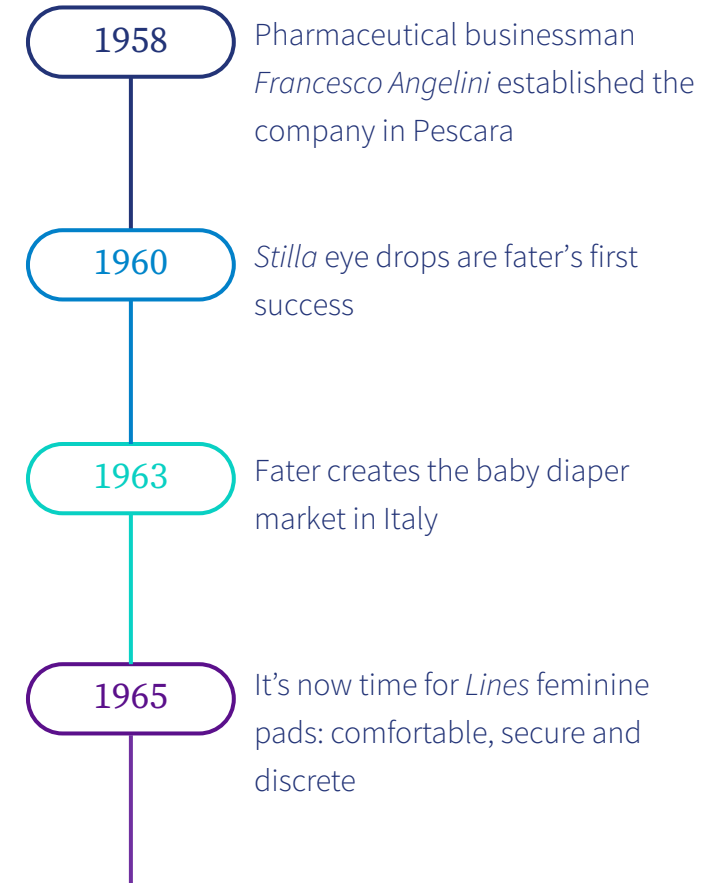 1958
Pharmaceutical businessman
Francesco Angelini established the
company in Pescara
1960
Stilla eye drops are fater’s first
success
1963
Fater creates the baby diaper
market in Italy
1965
It’s now time for Lines feminine
pads: comfortable, secure and
discrete